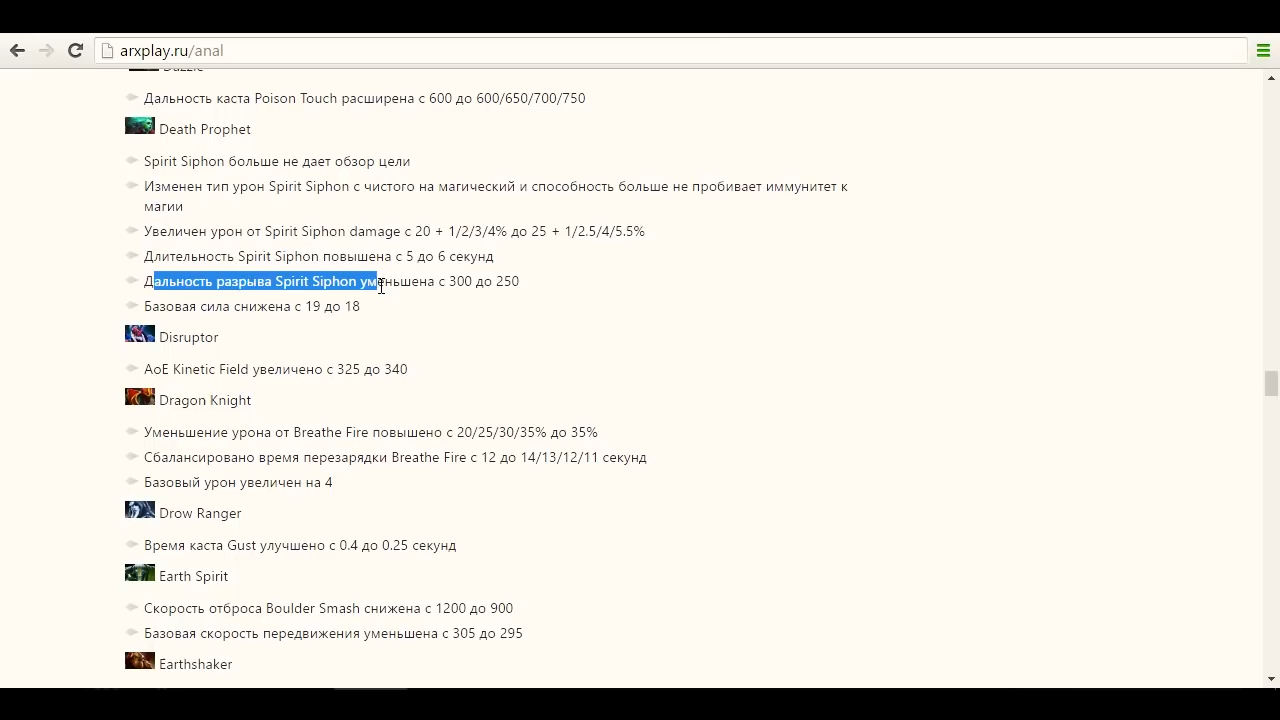 arxplay.ru/anal
Dazzle
Дальность каста Poison Touch расширена с 600 до 600/650/700/750
Death Prophet
Spirit Siphon больше не дает обзор цели
Изменен тип урон Spirit Siphon с чистого на магический и способность больше не пробивает иммунитет к
магии
Увеличен урон от Spirit Siphon damage с 20 + 1/2/3/4% до 25 + 1/2.5/4/5.5%
Длительность Spirit Siphon повышена с 5 до 6 секунд
Дальность разрыва Spirit Siphon уменьшена с 300 до 250
Базовая сила снижена с 19 до 18
Disruptor
AoE Kinetic Field увеличено с 325 до 340
Dragon Knight
Уменьшение урона от Breathe Fire повышено с 20/25/30/35% до 35%
Сбалансировано время перезарядки Breathe Fire с 12 до 14/13/12/11 секунд
Базовый урон увеличен на 4
Drow Ranger
Время каста Gust улучшено с 0.4 до 0.25 секунд
Earth Spirit
Скорость отброса Boulder Smash снижена с 1200 до 900
Базовая скорость передвижения уменьшена с 305 до 295
Earthshaker